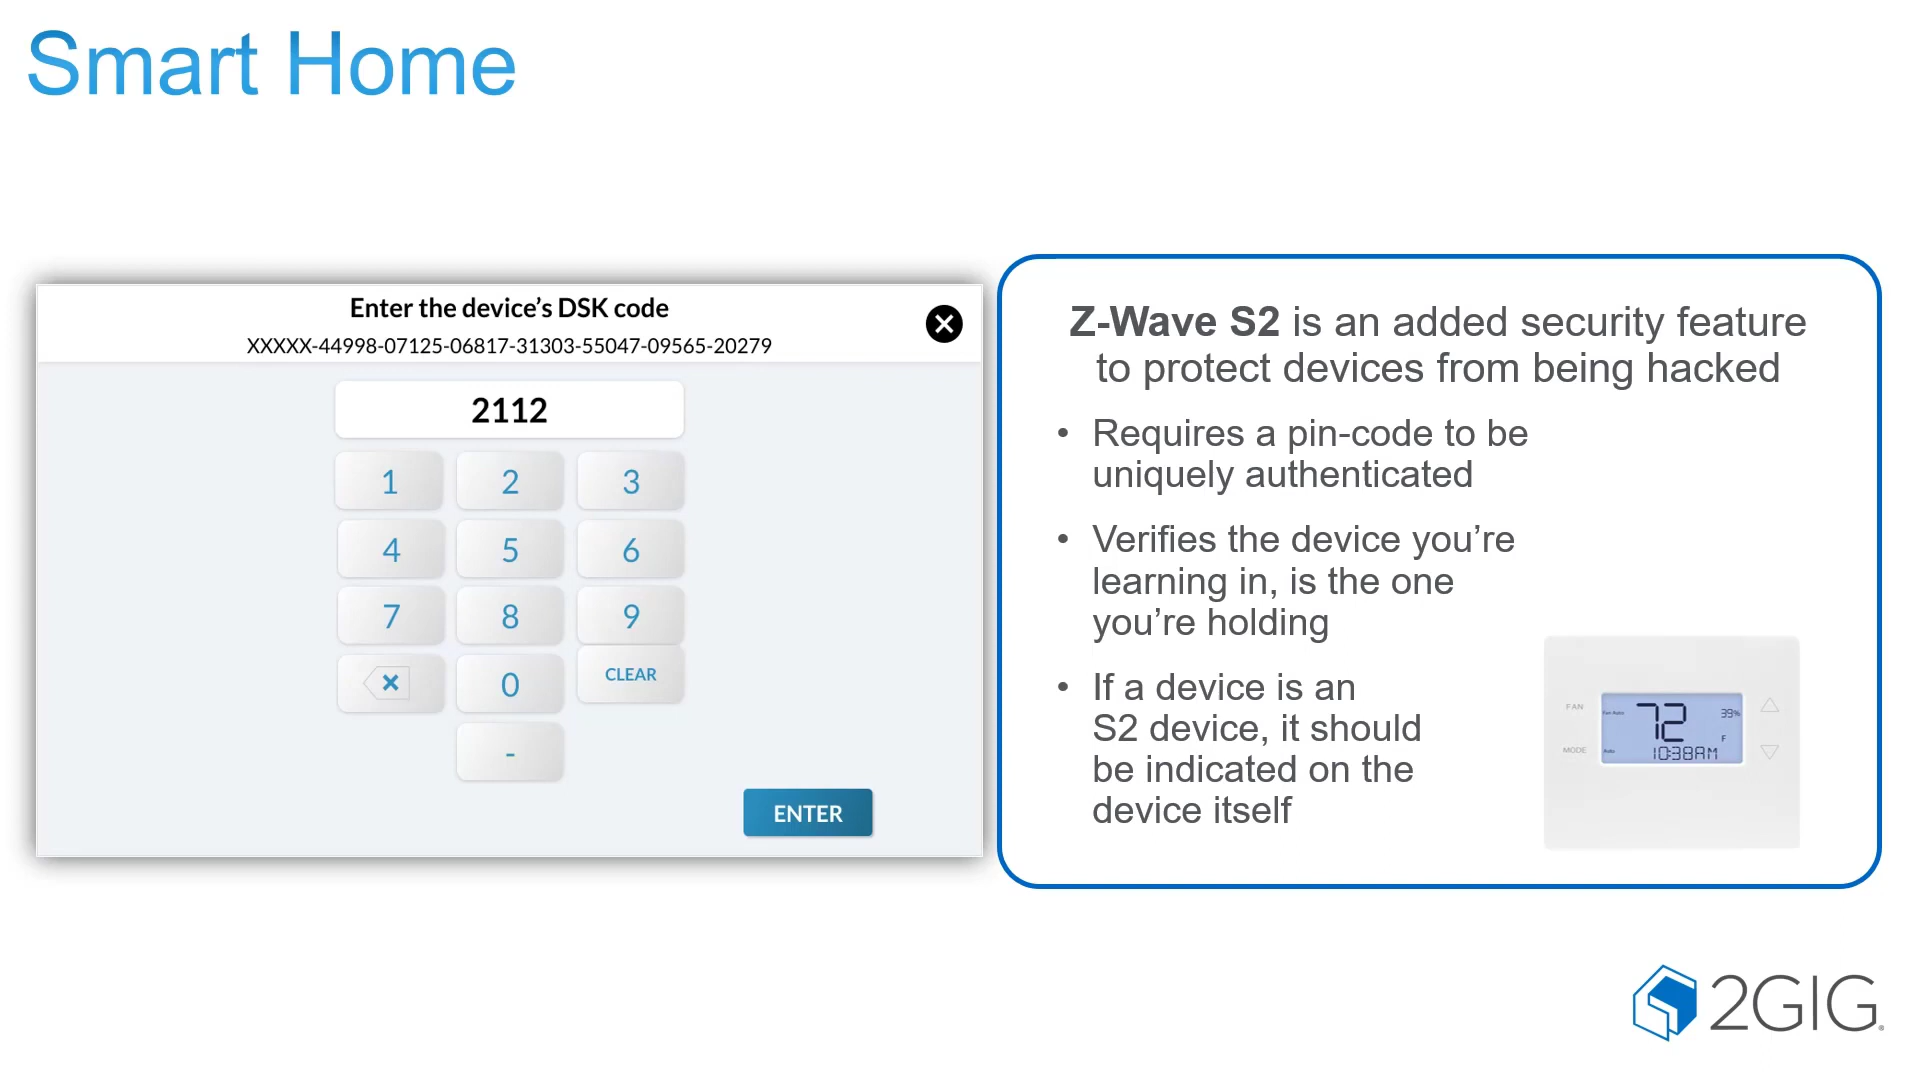 Smart Home
Enter the device’s DSK code
XXXXX-44998-07125-06817-31303-55047-09565-20279
2112
1 2 3
4 5 6
7 8 9
0 CLEAR
-
ENTER
Z-Wave S2 is an added security feature
to protect devices from being hacked
• Requires a pin-code to be
uniquely authenticated
• Verifies the device you’re
learning in, is the one
you’re holding
• If a device is an
S2 device, it should
be indicated on the
device itself
FAN
MODE
Fan Auto
72
39%
F
Auto
10:38AM
2GIG®